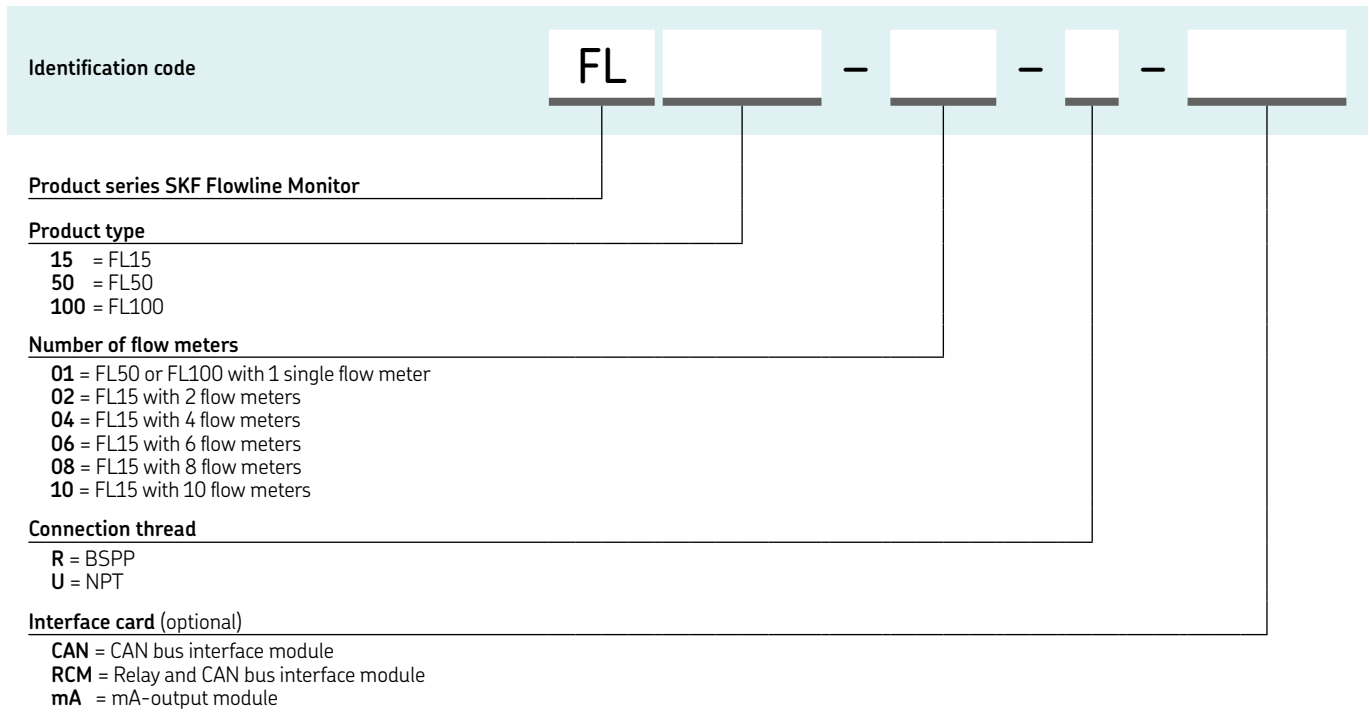 Identification code FL – – –
Product series SKF Flowline Monitor
Product type
15 = FL15
50 = FL50
100 = FL100
Number of flow meters
01 = FL50 or FL100 with 1 single flow meter
02 = FL15 with 2 flow meters
04 = FL15 with 4 flow meters
06 = FL15 with 6 flow meters
08 = FL15 with 8 flow meters
10 = FL15 with 10 flow meters
Connection thread
R = BSPP
U = NPT
Interface card (optional)
CAN = CAN bus interface module
RCM = Relay and CAN bus interface module
mA = mA-output module